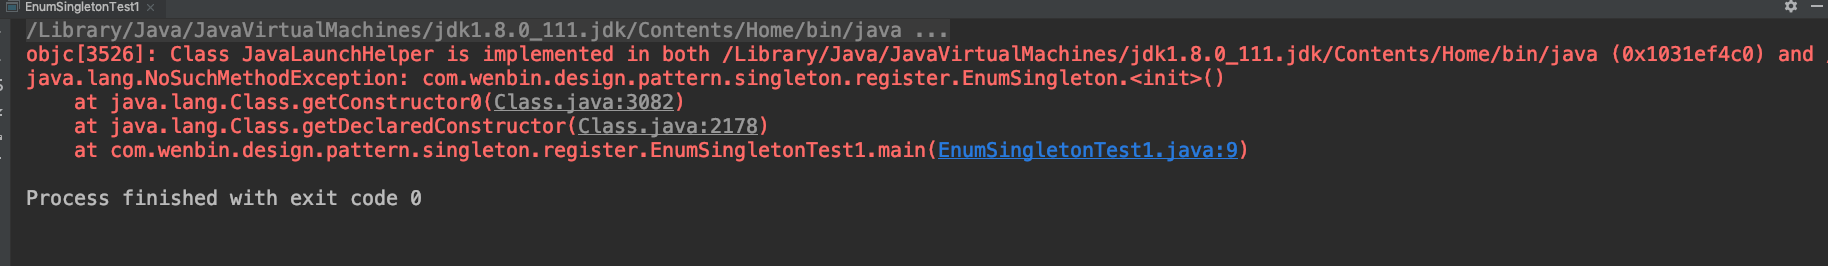 EnumSingletonTest1
/Library/Java/JavaVirtualMachines/jdk1.8.0_111.jdk/Contents/Home/bin/java ...
objc[3526]: Class JavaLaunchHelper is implemented in both /Library/Java/JavaVirtualMachines/jdk1.8.0_111.jdk/Contents/Home/bin/java (0x1031ef4c0) and
java.lang.NoSuchMethodException: com.wenbin.design.pattern.singleton.register.EnumSingleton.<init>()
at java.lang.Class.getConstructor0(Class.java:3082)
at java.lang.Class.getDeclaredConstructor(Class.java:2178)
at com.wenbin.design.pattern.singleton.register.EnumSingletonTest1.main(EnumSingletonTest1.java:9)
Process finished with exit code 0